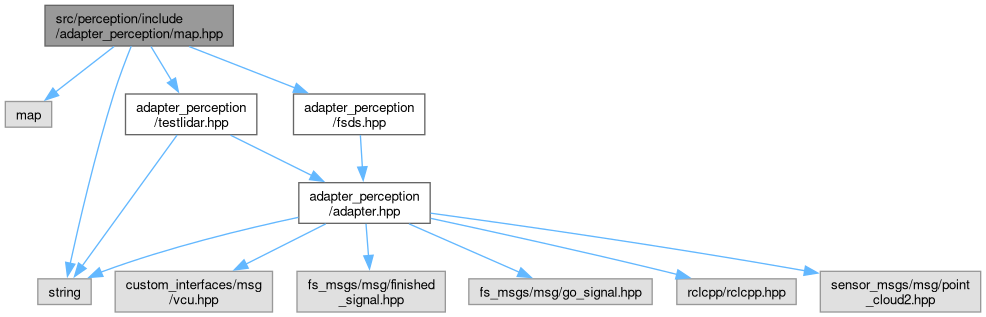 src/perception/include
/adapter_perception/map.hpp
map
adapter_perception
/testlidar.hpp
adapter_perception
/fsds.hpp
adapter_perception
/adapter.hpp
string
custom_interfaces/msg
/vcu.hpp
fs_msgs/msg/finished
_signal.hpp
fs_msgs/msg/go_signal.hpp
rclcpp/rclcpp.hpp
sensor_msgs/msg/point
_cloud2.hpp